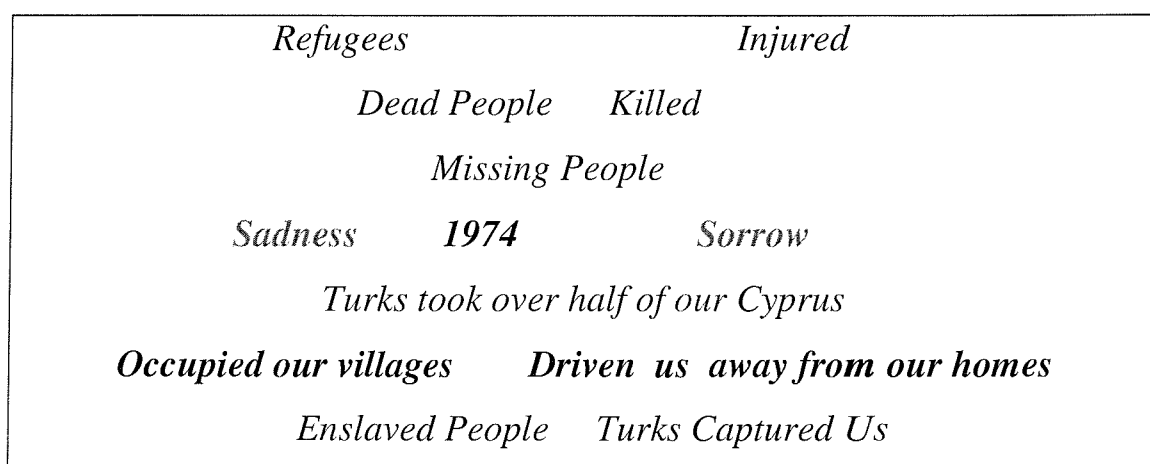 Refugees Injured
Dead People Killed
Missing People
Sadness 1974 Sorrow
Turks took over half of our Cyprus
Occupied our villages Driven us away from our homes
Enslaved People Turks Captured Us